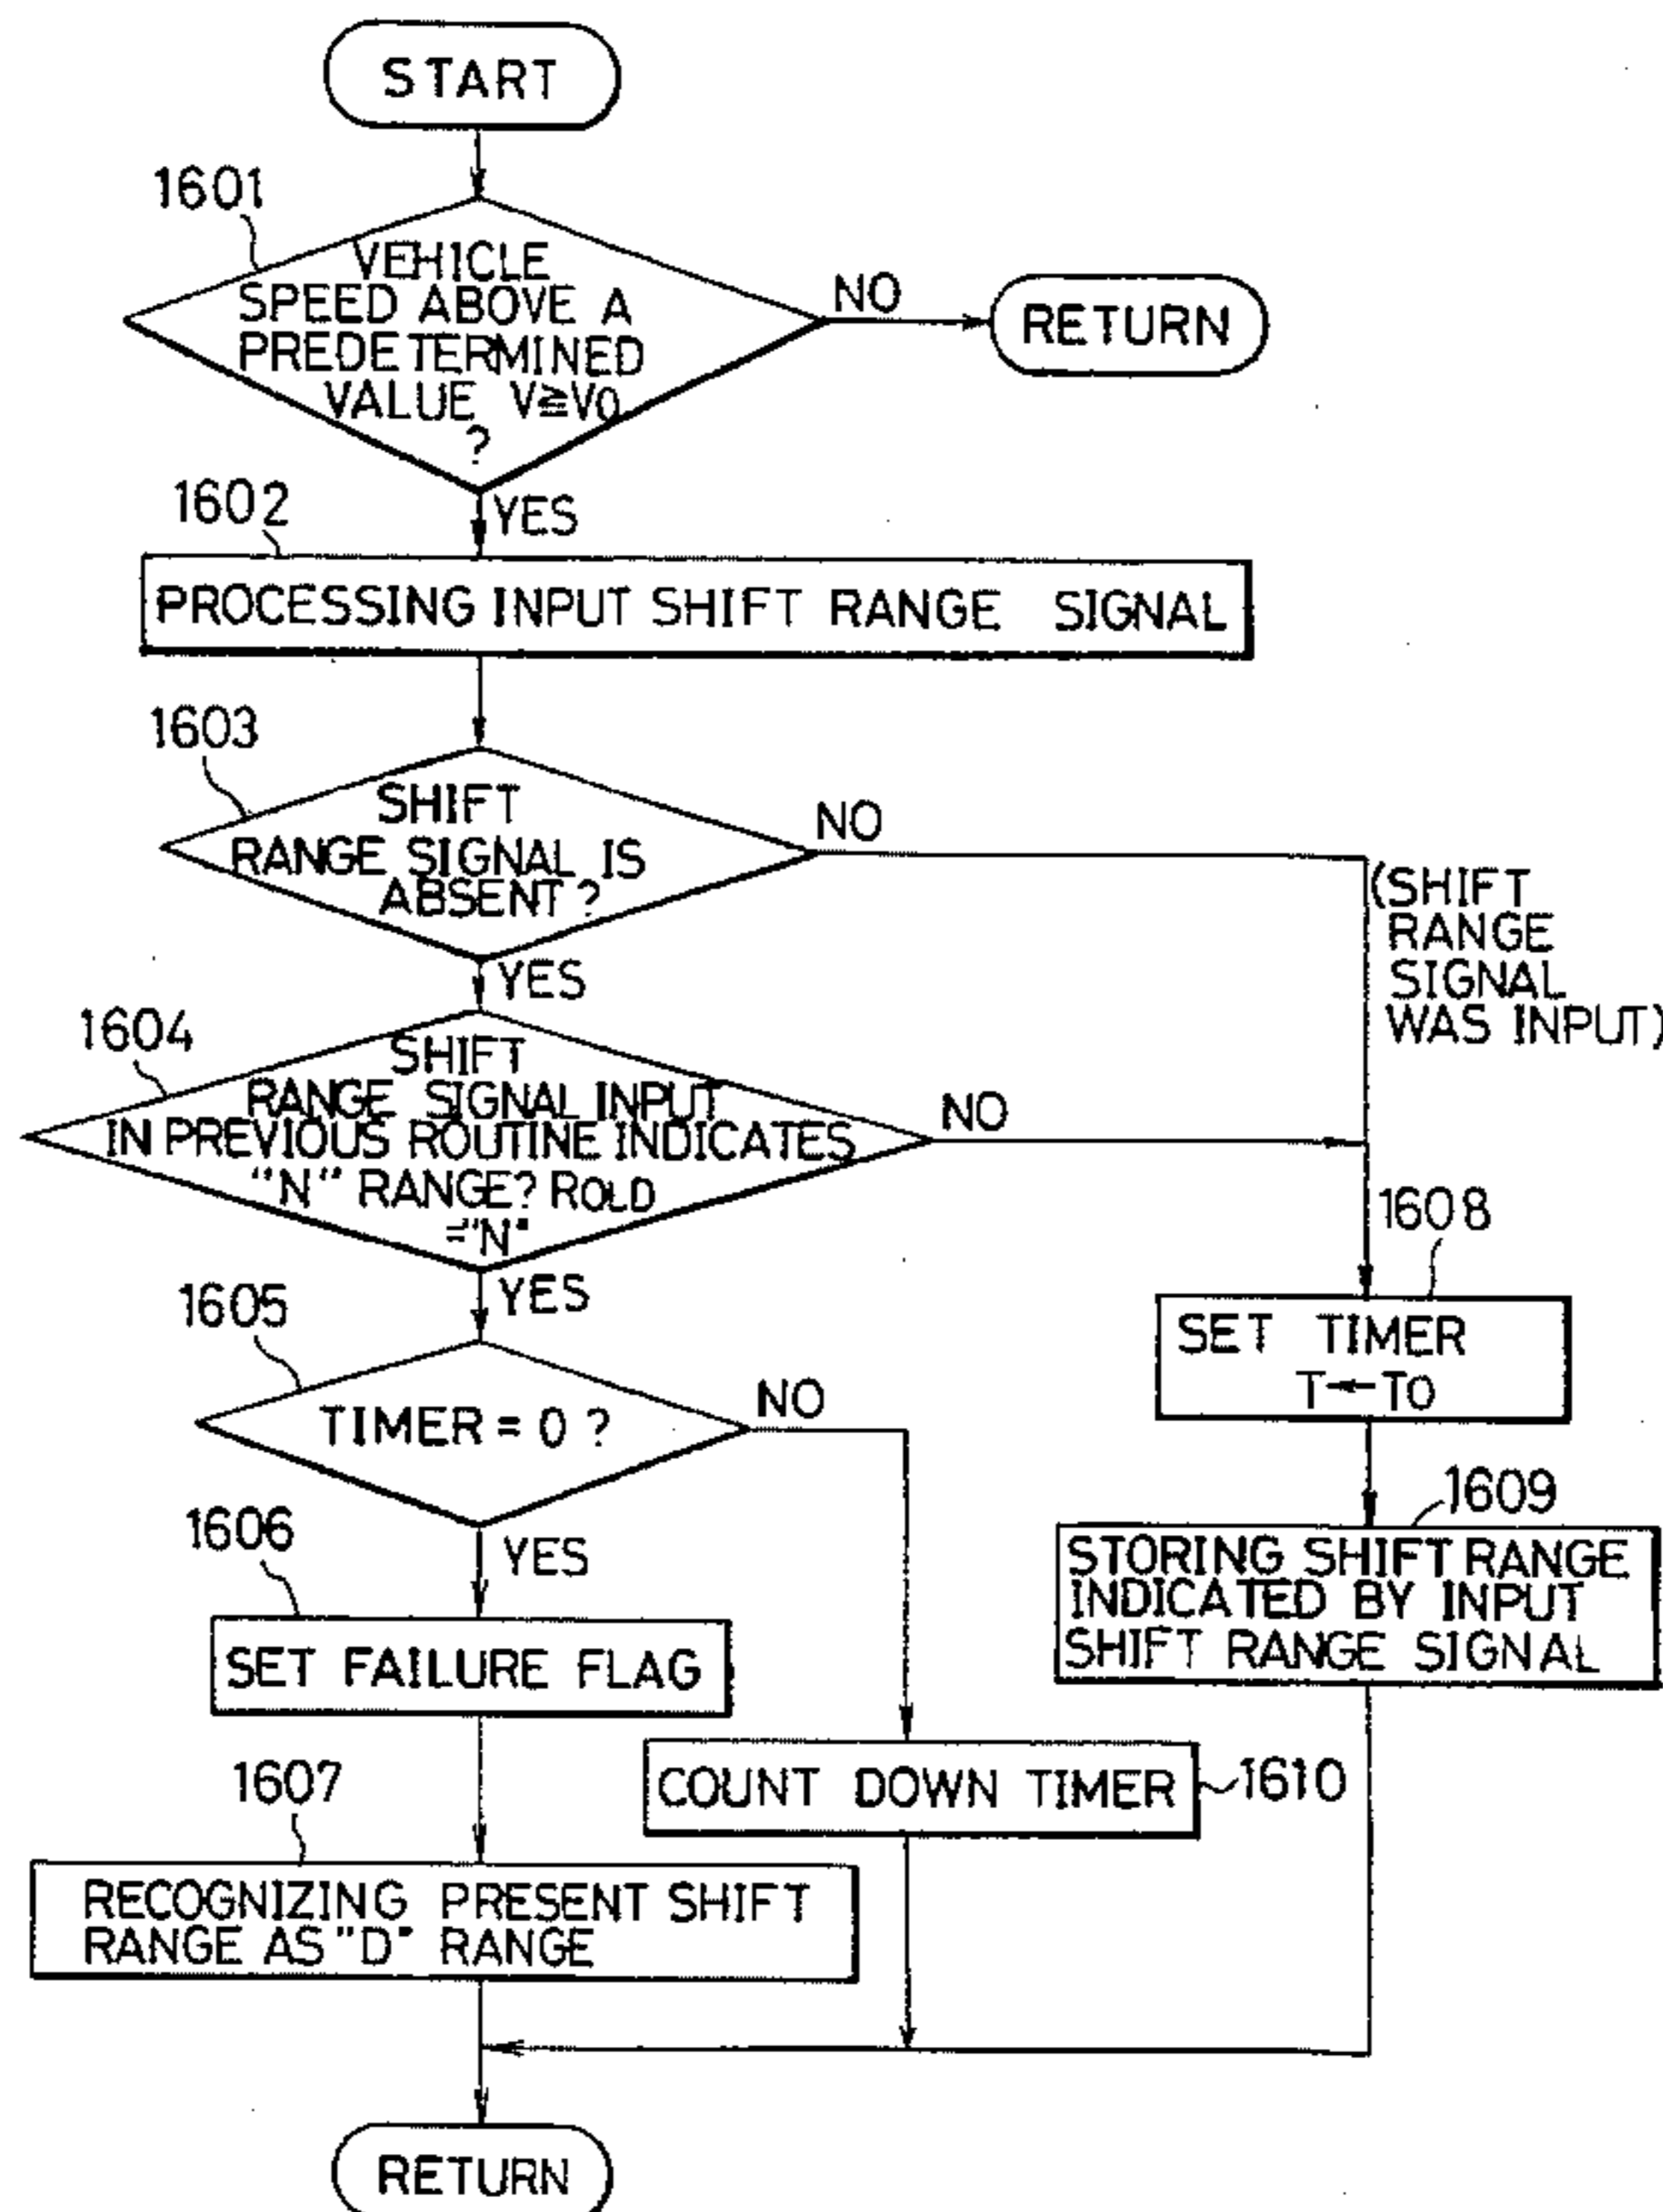 START
1601
VEHICLE
SPEED ABOVE A
PREDETERMINED
VALUE V≧V0
?
NO
RETURN
YES
1602
PROCESSING INPUT SHIFT RANGE SIGNAL
1603
SHIFT
RANGE SIGNAL IS
ABSENT?
NO
(SHIFT
RANGE
SIGNAL
WAS INPUT)
YES
1604
SHIFT
RANGE SIGNAL INPUT
IN PREVIOUS ROUTINE INDICATES
"N" RANGE? ROLD
="N"
NO
YES
1608
SET TIMER
T←T0
1605
TIMER = 0 ?
NO
YES
1609
STORING SHIFT RANGE
INDICATED BY INPUT
SHIFT RANGE SIGNAL
1606
SET FAILURE FLAG
COUNT DOWN TIMER
1610
1607
RECOGNIZING PRESENT SHIFT
RANGE AS "D" RANGE
RETURN